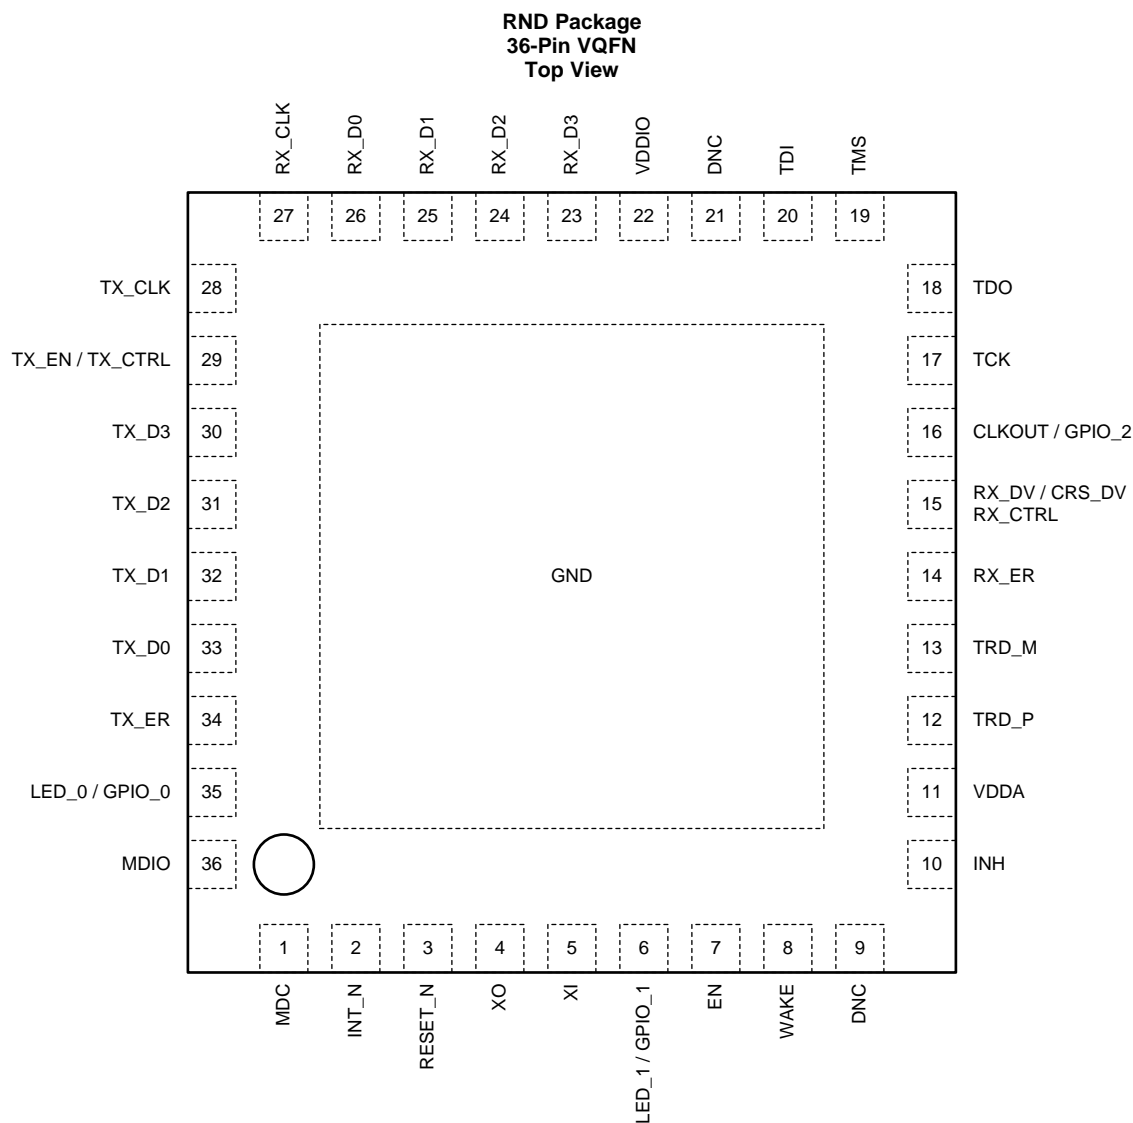 RND Package
36-Pin VQFN
Top View
RX_CLK
RX_D0
RX_D1
RX_D2
RX_D3
VDDIO
DNC
TDI
TMS
27
26
25
24
23
22
21
20
19
TX_CLK 28
18 TDO
TX_EN / TX_CTRL 29
17 TCK
TX_D3 30
16 CLKOUT / GPIO_2
TX_D2 31
15 RX_DV / CRS_DV
RX_CTRL
TX_D1 32
GND
14 RX_ER
TX_D0 33
13 TRD_M
TX_ER 34
12 TRD_P
LED_0 / GPIO_0 35
11 VDDA
MDIO 36
10 INH
1
2
3
4
5
6
7
8
9
MDC
INT_N
RESET_N
XO
XI
LED_1 / GPIO_1
EN
WAKE
DNC